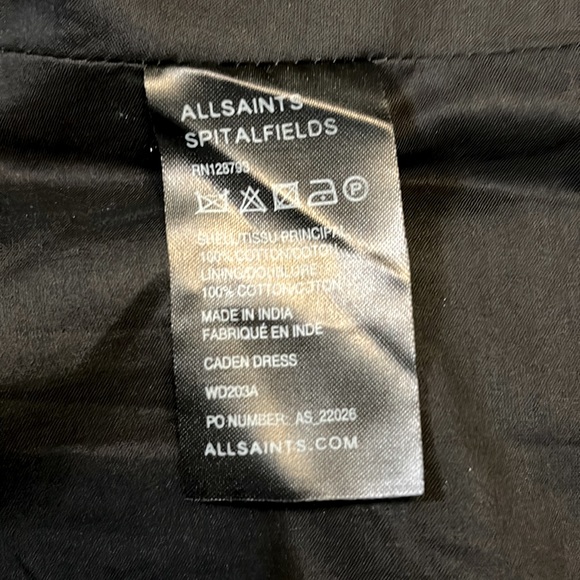 ALLSAINTS
SPITALFIELDS
RN128793
P
SHELL/TISSU PRINCIPAL
100% COTTON/COTON
LINING/DOUBLURE
100% COTTON/COTON
MADE IN INDIA
FABRIQUÉ EN INDE
CADEN DRESS
WD203A
PO NUMBER: AS_22026
ALLSAINTS.COM